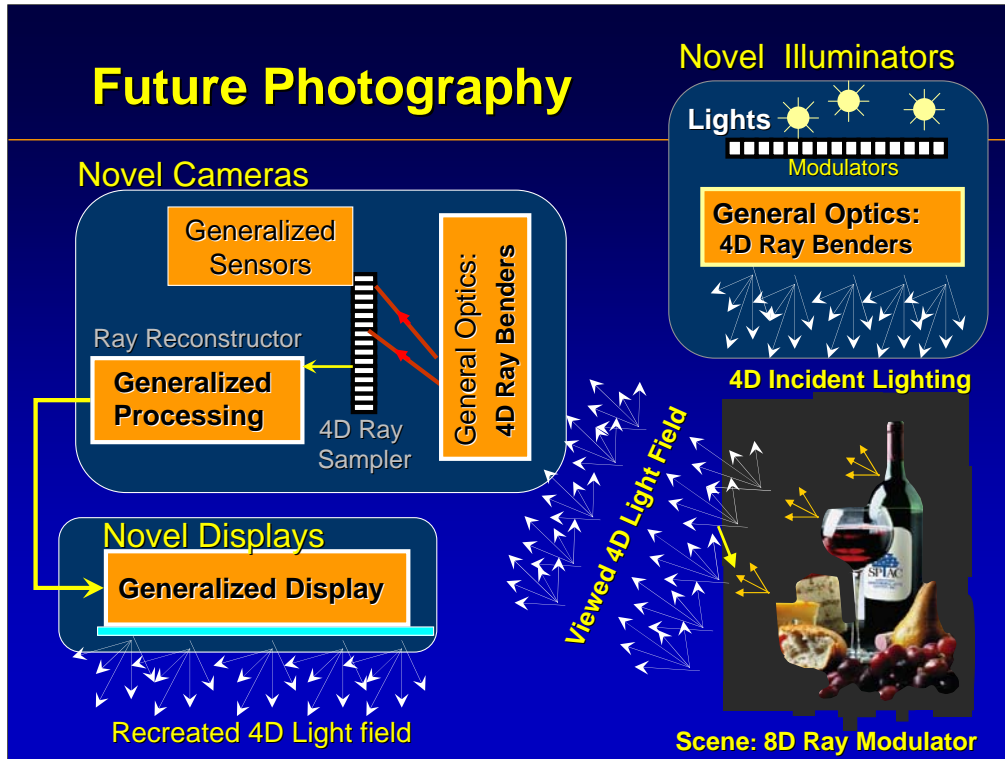 Future Photography
Novel Illuminators
Lights
Modulators
General Optics:
4D Ray Benders
4D Incident Lighting
Novel Cameras
Generalized
Sensors
General Optics:
4D Ray Benders
Ray Reconstructor
Generalized
Processing
4D Ray
Sampler
Novel Displays
Generalized Display
Recreated 4D Light field
Viewed 4D Light Field
Scene: 8D Ray Modulator